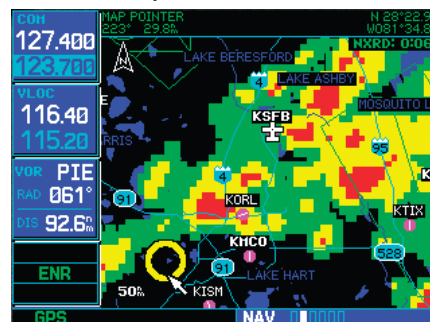 COM
127.400
123.700
VLOC
116.40
115.20
VOR PIE
RAD 061°
DIS 92.6nm
ENR
GPS
MAP POINTER
223° 29.8nm
N 28°22.9
W081°34.8
NXRD: 0:06
LAKE BERESFORD
4
LAKE ASHBY
MOSQUITO L
KSFB
E
RRIS
95
4
91
KORL
K
KTIX
KMCO
528
91
LAKE HART
50nm
KISM
NAV